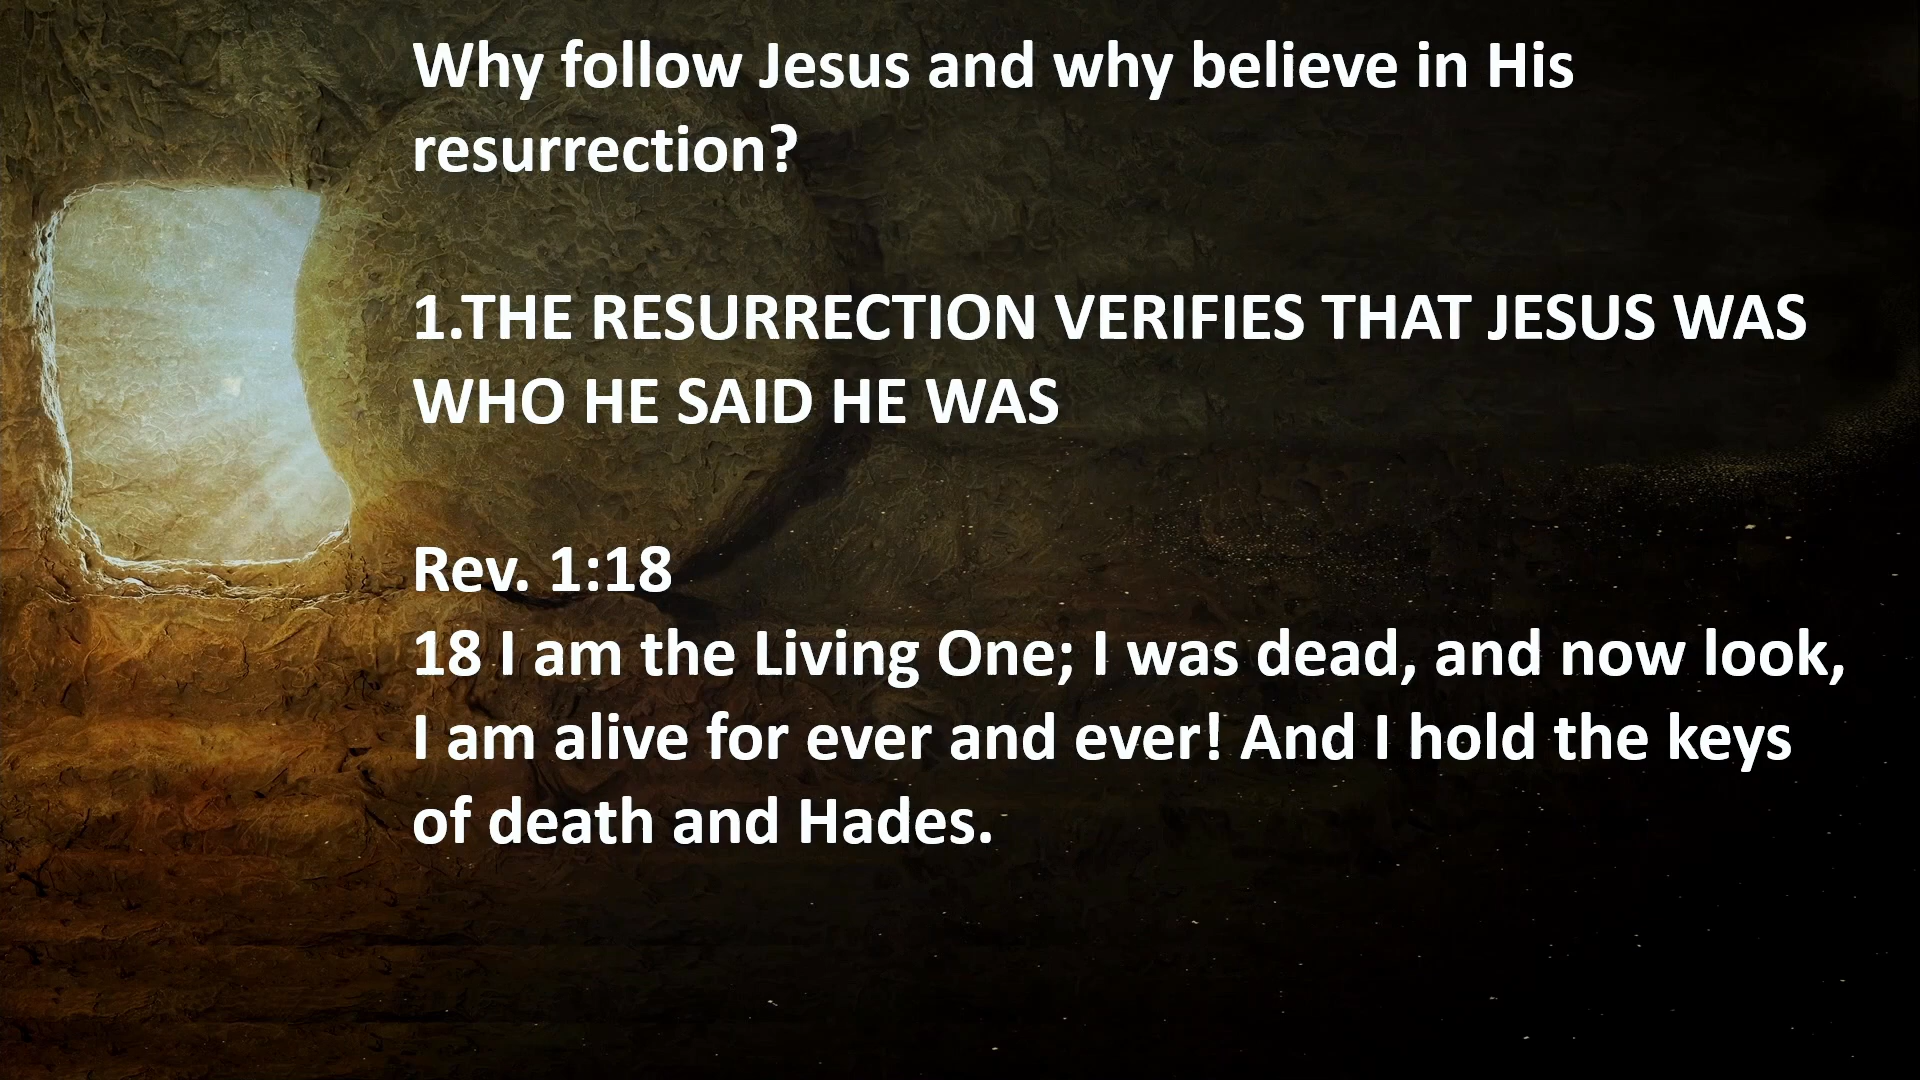 Why follow Jesus and why believe in His
resurrection?
1.THE RESURRECTION VERIFIES THAT JESUS WAS
WHO HE SAID HE WAS
Rev. 1:18
18 I am the Living One; I was dead, and now look,
I am alive for ever and ever! And I hold the keys
of death and Hades.